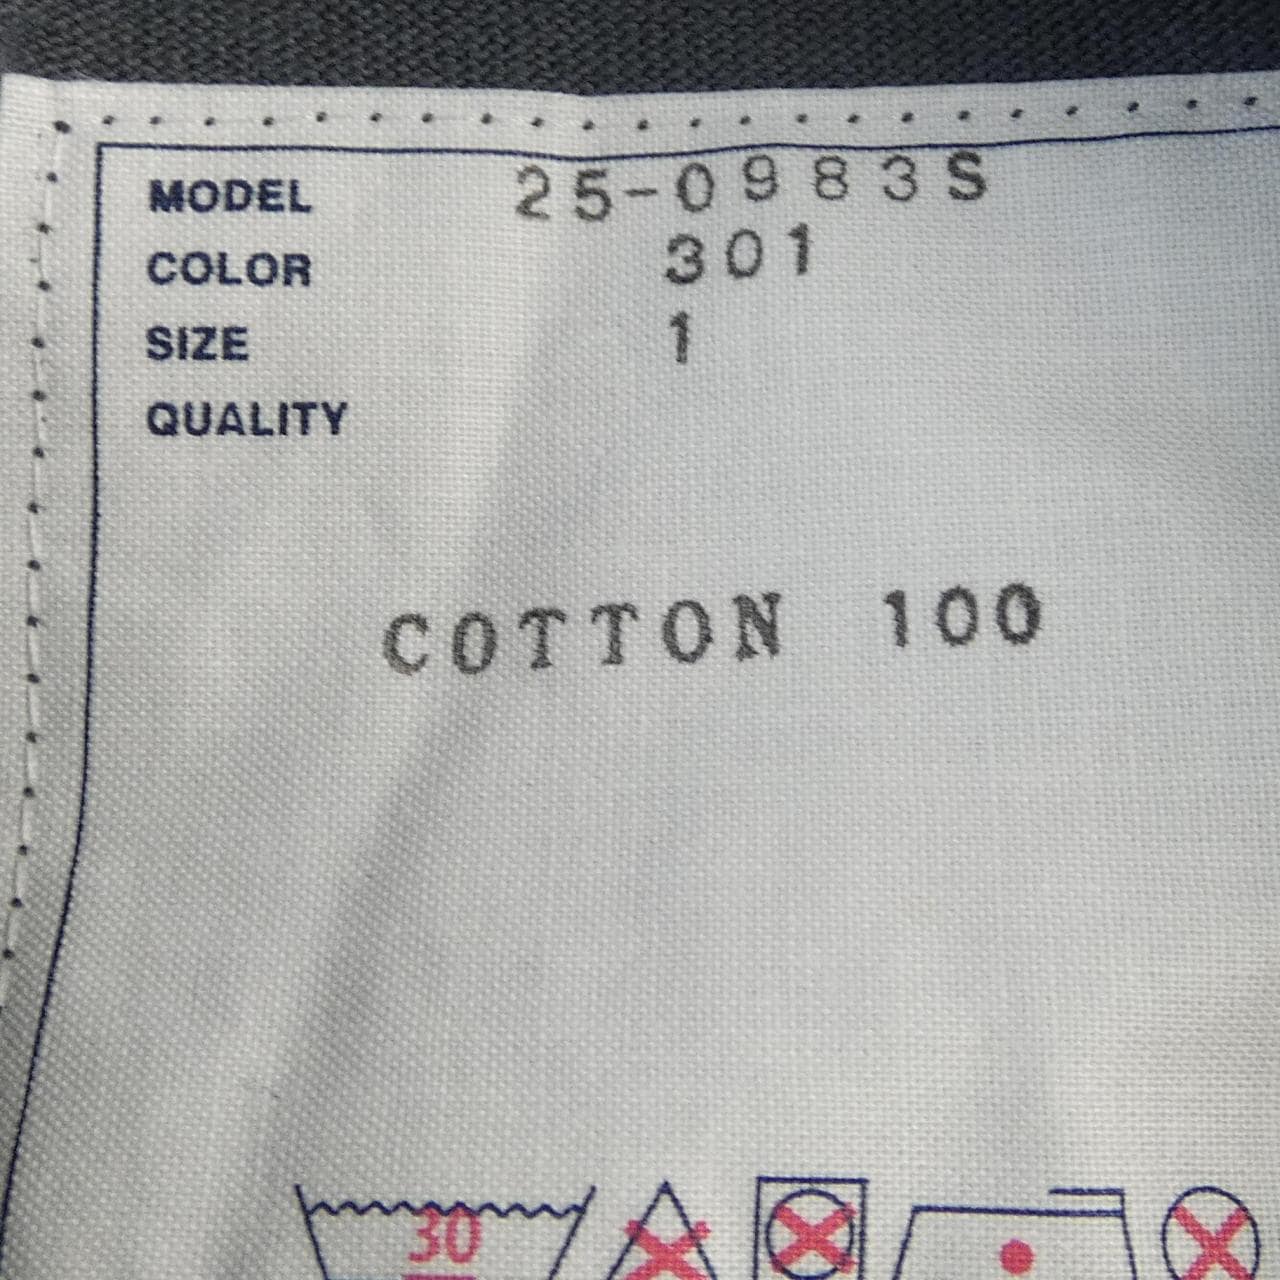 MODEL 25-0983S
COLOR 301
SIZE 1
QUALITY
COTTON 100
30